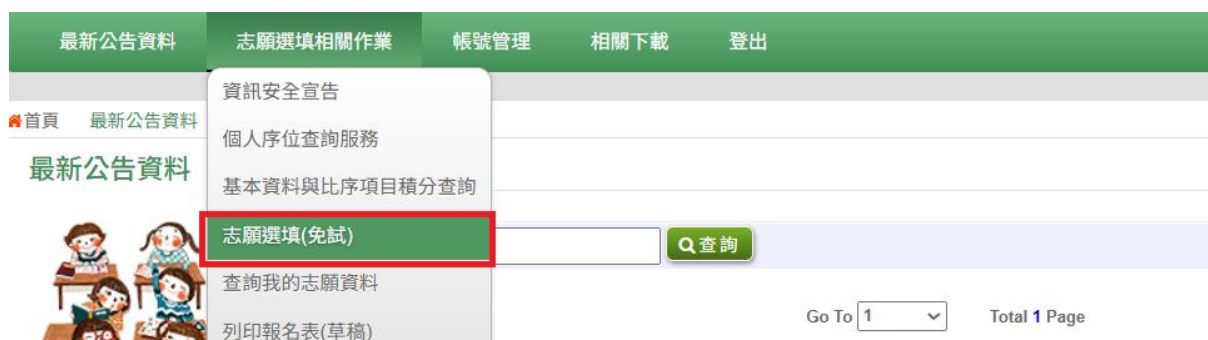 最新公告資料 志願選填相關作業 帳號管理 相關下載 登出
資訊安全宣告
首頁 最新公告資料
個人序位查詢服務
最新公告資料
基本資料與比序項目積分查詢
志願選填(免試)
查詢
查詢我的志願資料
Go To 1 Total 1 Page
列印報名表(草稿)